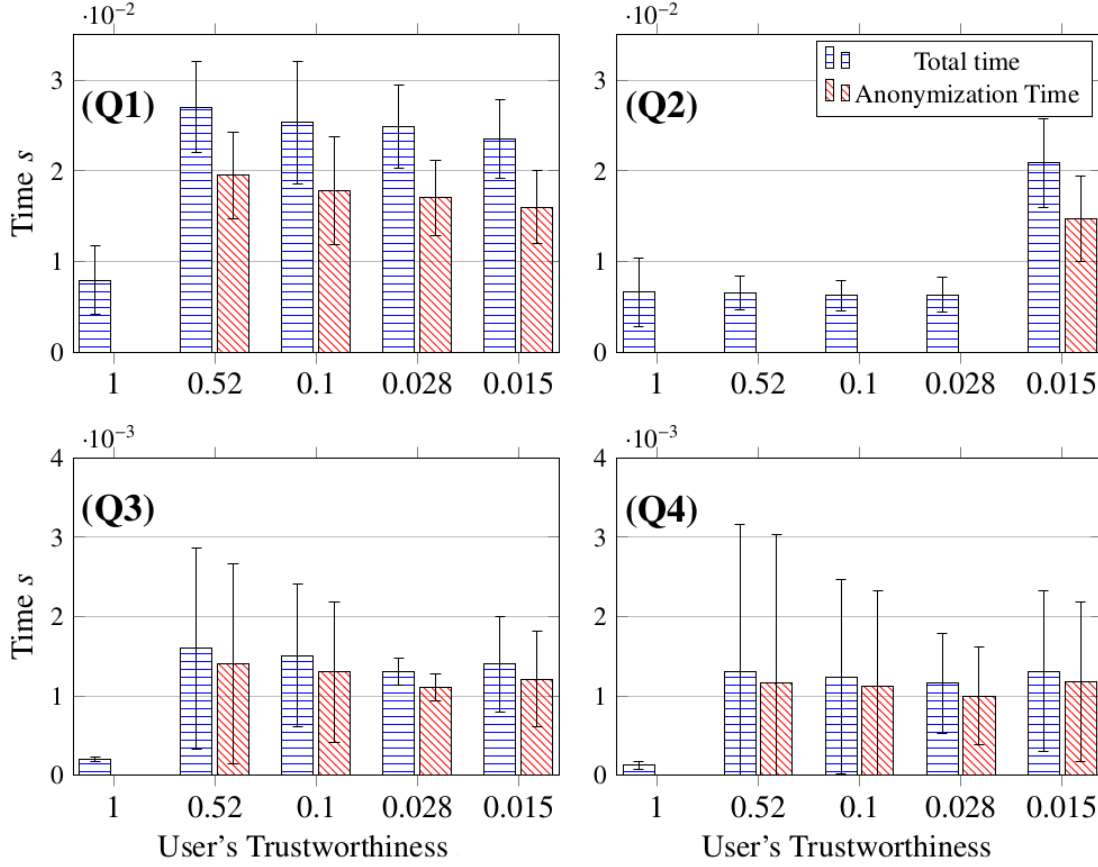 ·10−2
3
2
1
0
Time s
(Q1)
1 0.52 0.1 0.028 0.015
·10−2
3
2
1
0
(Q2)
Total time
Anonymization Time
1 0.52 0.1 0.028 0.015
·10−3
4
3
2
1
0
Time s
(Q3)
1 0.52 0.1 0.028 0.015
User's Trustworthiness
·10−3
4
3
2
1
0
(Q4)
1 0.52 0.1 0.028 0.015
User's Trustworthiness